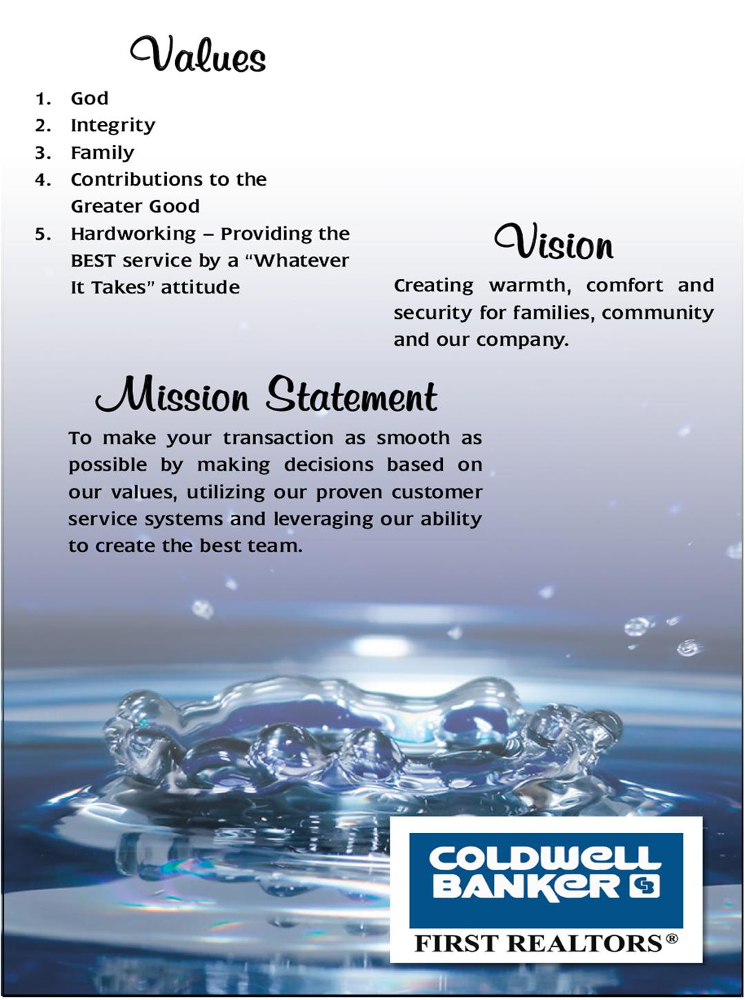 Values
1. God
2. Integrity
3. Family
4. Contributions to the
Greater Good
5. Hardworking – Providing the
BEST service by a “Whatever
It Takes” attitude
Vision
Creating warmth, comfort and
security for families, community
and our company.
Mission Statement
To make your transaction as smooth as
possible by making decisions based on
our values, utilizing our proven customer
service systems and leveraging our ability
to create the best team.
COLDWELL
BANKER CB
FIRST REALTORS®